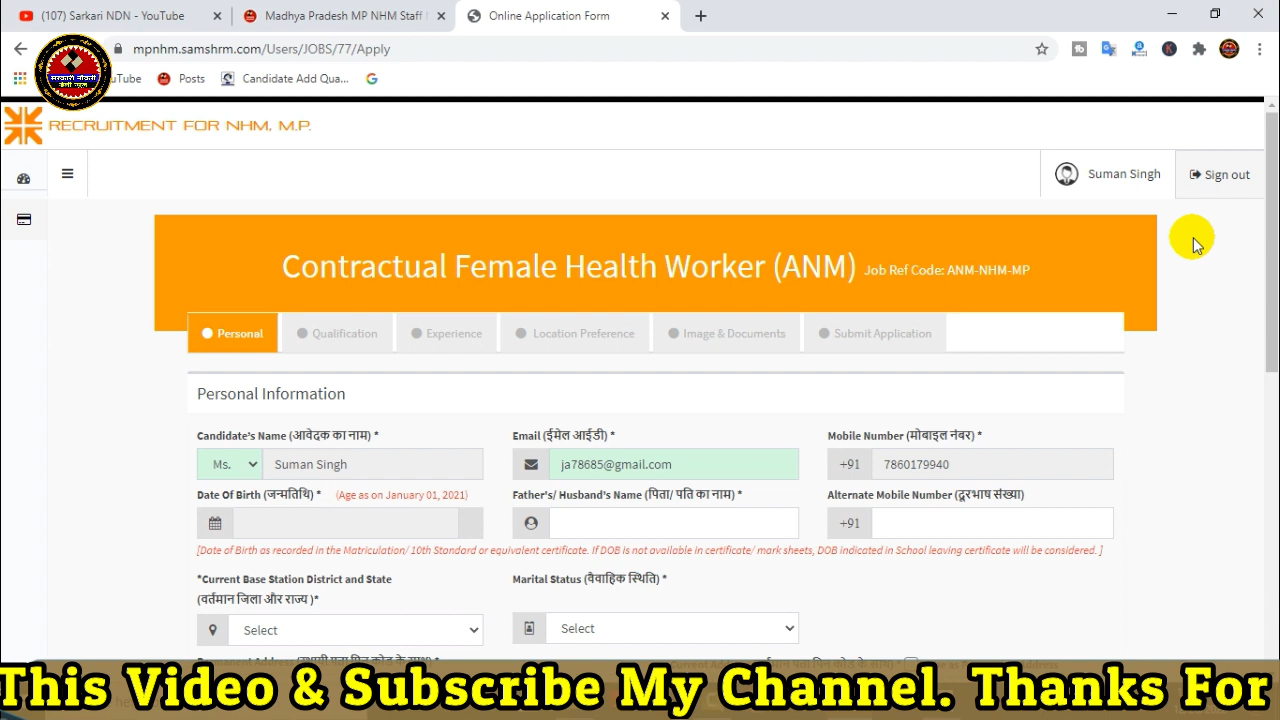 (107) Sarkari NDN - YouTube
Madhya Pradesh MP NHM Staff
Online Application Form
mpnhm.samshrm.com/Users/JOBS/77/Apply
Posts
Candidate Add Qua...
सरकारी नौकरी
डेली न्यूज
RECRUITMENT FOR NHM, M.P.
Suman Singh
Sign out
Contractual Female Health Worker (ANM) Job Ref Code: ANM-NHM-MP
Personal
Qualification
Experience
Location Preference
Image & Documents
Submit Application
Personal Information
Candidate's Name (आवेदक का नाम) *
Email (ईमेल आईडी) *
Mobile Number (मोबाइल नंबर) *
Ms.
Suman Singh
ja78685@gmail.com
+91
7860179940
Date Of Birth (जन्मतिथि) * (Age as on January 01, 2021)
Father's/ Husband's Name (पिता/ पति का नाम) *
Alternate Mobile Number (दूरभाष संख्या)
+91
[Date of Birth as recorded in the Matriculation/ 10th Standard or equivalent certificate. If DOB is not available in certificate/ mark sheets, DOB indicated in School leaving certificate will be considered. ]
*Current Base Station District and State
(वर्तमान जिला और राज्य )*
Marital Status (वैवाहिक स्थिति) *
Select
Select
This Video & Subscribe My Channel. Thanks For